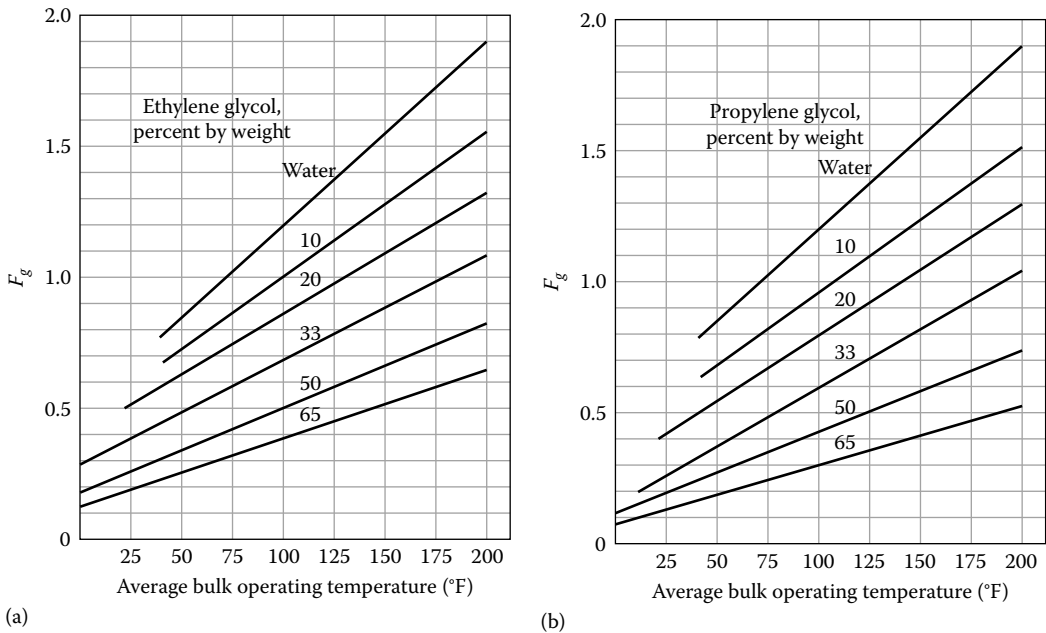 2.0
1.5
1.0
0.5
0
F_g
Ethylene glycol,
percent by weight
Water
10
20
33
50
65
25 50 75 100 125 150 175 200
Average bulk operating temperature (°F)
(a)
2.0
1.5
1.0
0.5
0
F_g
Propylene glycol,
percent by weight
Water
10
20
33
50
65
25 50 75 100 125 150 175 200
Average bulk operating temperature (°F)
(b)